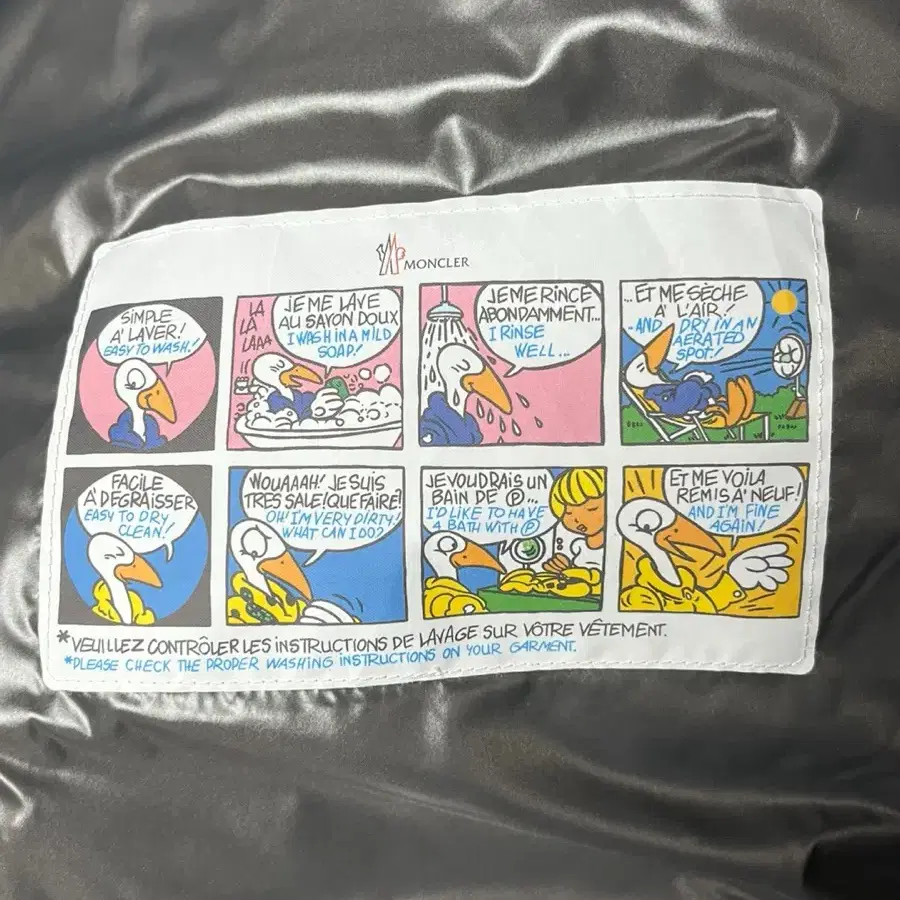 MONCLER
SIMPLE
A' LAVER!
EASY TO WASH!
LA
LA
LAAA
JE ME LAVE
AU SAVON DOUX
I WASH IN A MILD
SOAP!
JE ME RINCE
ABONDAMMENT...
I RINSE
WELL...
...ET ME SÈCHE
A' L'AIR!
-AND DRY IN AN
AERATED
SPOT!
FACILE
A' DEGRAISSER
EASY TO DRY
CLEAN!
WOUAAAH! JE SUIS
TRES SALE! QUE FAIRE?
OH! I'M VERY DIRTY!
WHAT CAN I DO?
JE VOUDRAIS UN
BAIN DE Ⓟ...
I'D LIKE TO HAVE
A BATH WITH Ⓟ
ET ME VOILA
REMIS A' NEUF!
AND I'M FINE
AGAIN!
*VEUILLEZ CONTRÔLER LES INSTRUCTIONS DE LAVAGE SUR VÔTRE VÊTEMENT.
*PLEASE CHECK THE PROPER WASHING INSTRUCTIONS ON YOUR GARMENT.